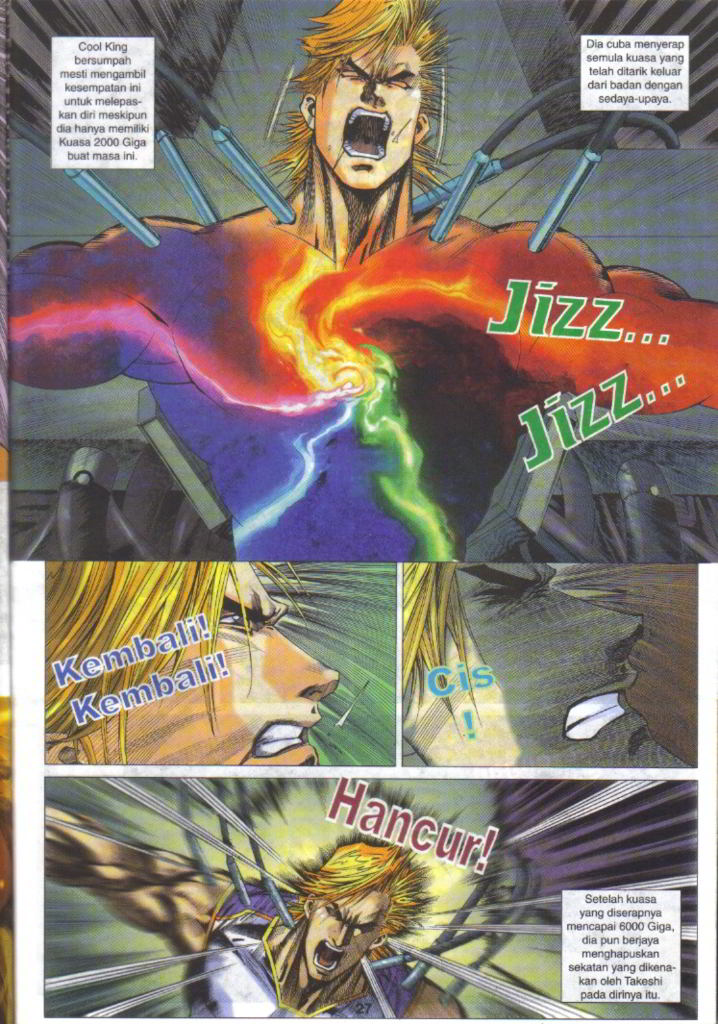 Cool King
bersumpah
mesti mengambil
kesempatan ini
untuk melepas-
kan diri meskipun
dia hanya memiliki
Kuasa 2000 Giga
buat masa ini.
Dia cuba menyerap
semula kuasa yang
telah ditarik keluar
dari badan dengan
sedaya-upaya.
Jizz...
Jizz...
Kembali!
Kembali!
Cis
!
Hancur!
Setelah kuasa
yang diserapnya
mencapai 6000 Giga,
dia pun berjaya
menghapuskan
sekatan yang dikena-
kan oleh Takeshi
pada dirinya itu.
27